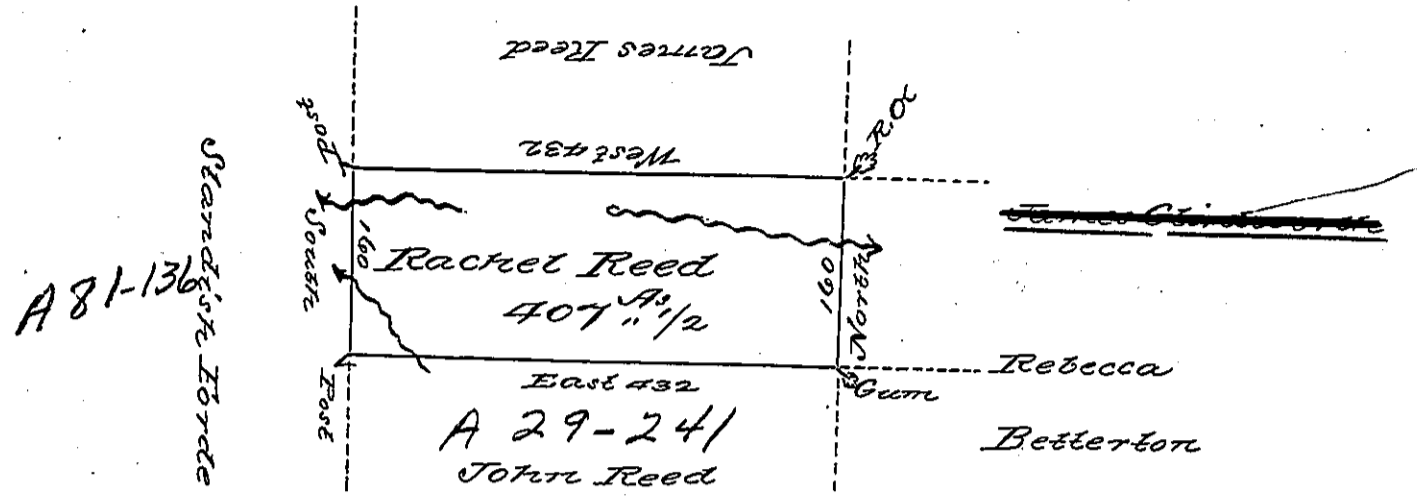 James Reed
Post
R.O
West 432
Standish Forde
A 81-136
South
160
Rachel Reed
407 As. " 1/2
160
North
Post
East 432
Gum
Rebecca
Betterton
A 29-241
John Reed